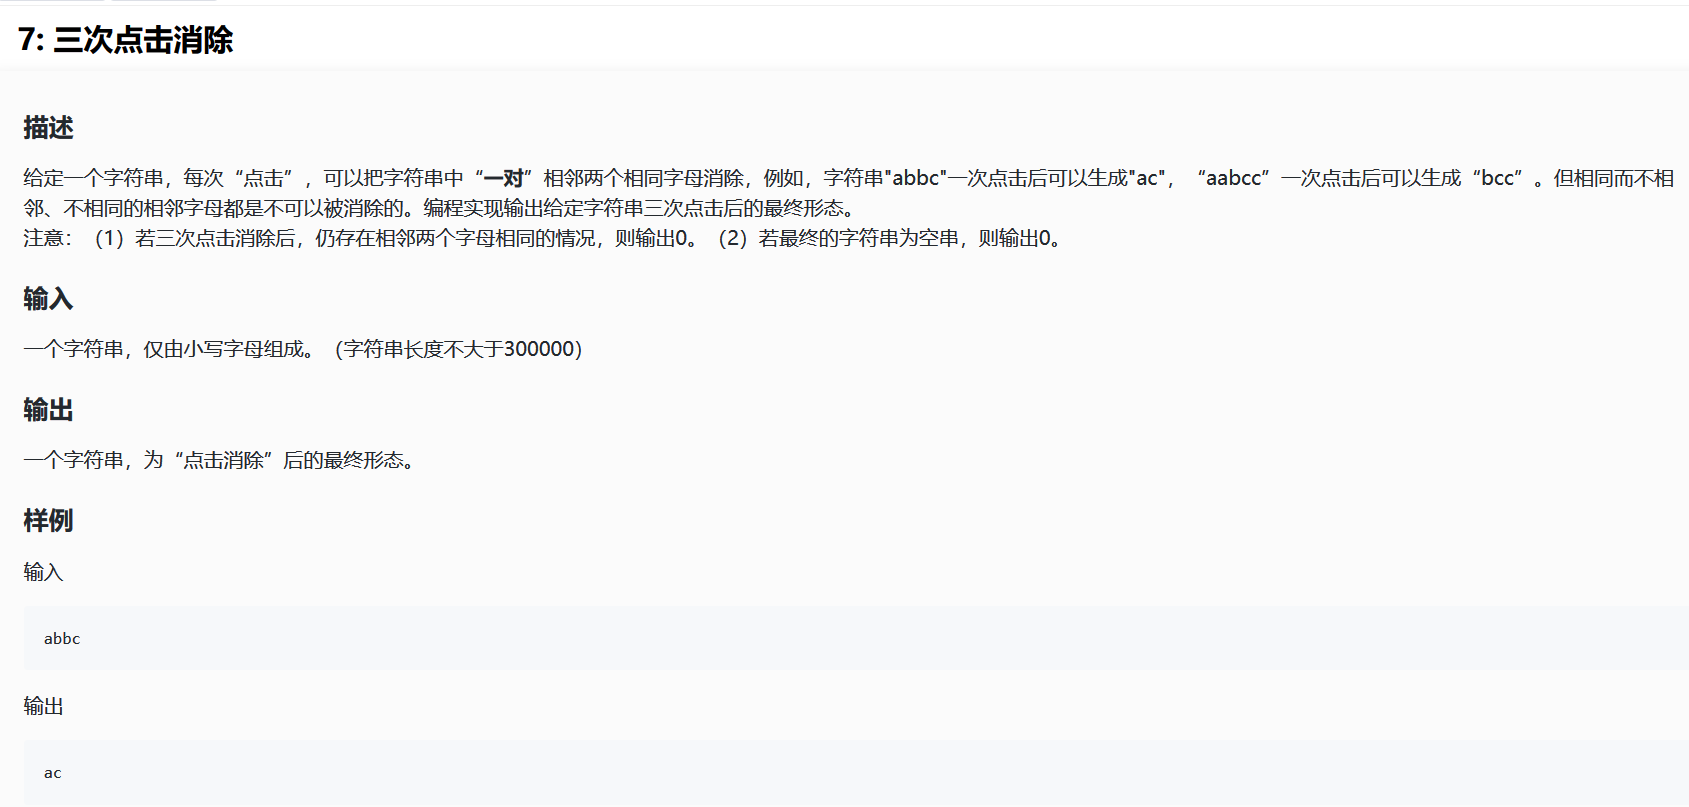 7: 三次点击消除
描述
给定一个字符串，每次“点击”，可以把字符串中“一对”相邻两个相同字母消除，例如，字符串"abbc"一次点击后可以生成"ac"，“aabcc”一次点击后可以生成“bcc”。但相同而不相
邻、不相同的相邻字母都是不可以被消除的。编程实现输出给定字符串三次点击后的最终形态。
注意：（1）若三次点击消除后，仍存在相邻两个字母相同的情况，则输出0。（2）若最终的字符串为空串，则输出0。
输入
一个字符串，仅由小写字母组成。（字符串长度不大于300000）
输出
一个字符串，为“点击消除”后的最终形态。
样例
输入
abbc
输出
ac